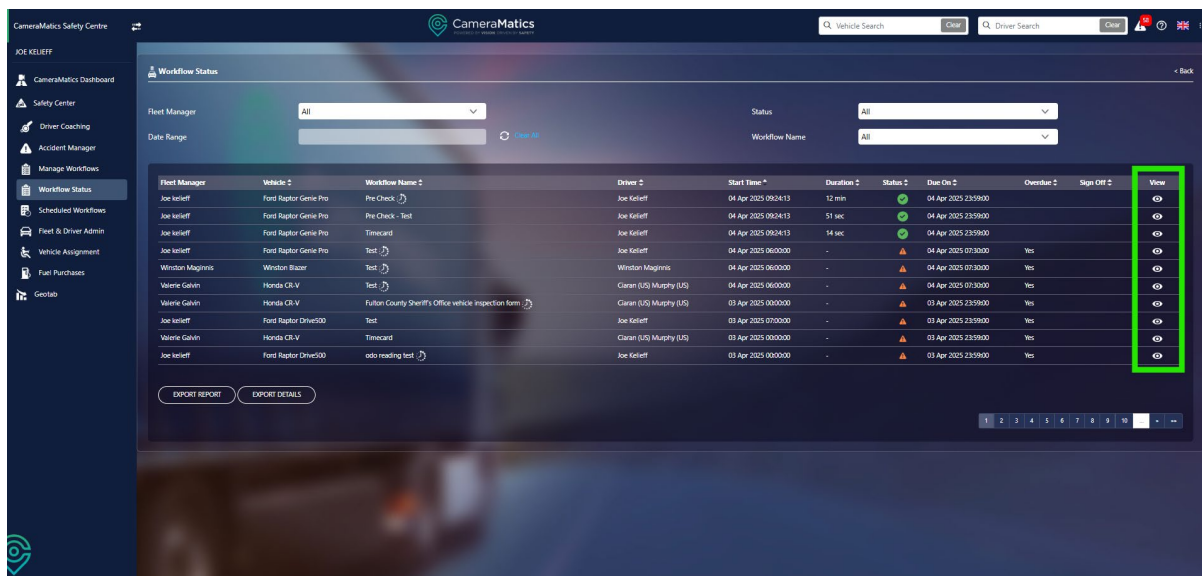 CameraMatics Safety Centre
CameraMatics
POWERED BY VISION DRIVEN BY SAFETY
Vehicle Search Clear
Driver Search Clear
58
JOE KELIEFF
CameraMatics Dashboard
Safety Center
Driver Coaching
Accident Manager
Manage Workflows
Workflow Status
Scheduled Workflows
Fleet & Driver Admin
Vehicle Assignment
Fuel Purchases
Geotab
Workflow Status
< Back
Fleet Manager All Status All
Date Range Clear All Workflow Name All
Fleet Manager Vehicle Workflow Name Driver Start Time Duration Status Due On Overdue Sign Off View
Joe kelieff Ford Raptor Genie Pro Pre Check Joe Kelieff 04 Apr 2025 09:24:13 12 min 04 Apr 2025 23:59:00
Joe kelieff Ford Raptor Genie Pro Pre Check - Test Joe Kelieff 04 Apr 2025 09:24:13 51 sec 04 Apr 2025 23:59:00
Joe kelieff Ford Raptor Genie Pro Timecard Joe Kelieff 04 Apr 2025 09:24:13 14 sec 04 Apr 2025 23:59:00
Joe kelieff Ford Raptor Genie Pro Test Joe Kelieff 04 Apr 2025 06:00:00 - 04 Apr 2025 07:30:00 Yes
Winston Maginnis Winston Blazer Test Winston Maginnis 04 Apr 2025 06:00:00 - 04 Apr 2025 07:30:00 Yes
Valerie Galvin Honda CR-V Test Ciaran (US) Murphy (US) 04 Apr 2025 06:00:00 - 04 Apr 2025 07:30:00 Yes
Valerie Galvin Honda CR-V Fulton County Sheriff's Office vehicle inspection form Ciaran (US) Murphy (US) 03 Apr 2025 00:00:00 - 03 Apr 2025 23:59:00 Yes
Joe kelieff Ford Raptor Drive500 Test Joe Kelieff 03 Apr 2025 07:00:00 - 03 Apr 2025 23:59:00 Yes
Valerie Galvin Honda CR-V Timecard Ciaran (US) Murphy (US) 03 Apr 2025 00:00:00 - 03 Apr 2025 23:59:00 Yes
Joe kelieff Ford Raptor Drive500 odo reading test Joe Kelieff 03 Apr 2025 00:00:00 - 03 Apr 2025 23:59:00 Yes
EXPORT REPORT EXPORT DETAILS
1 2 3 4 5 6 7 8 9 10 ... » »»